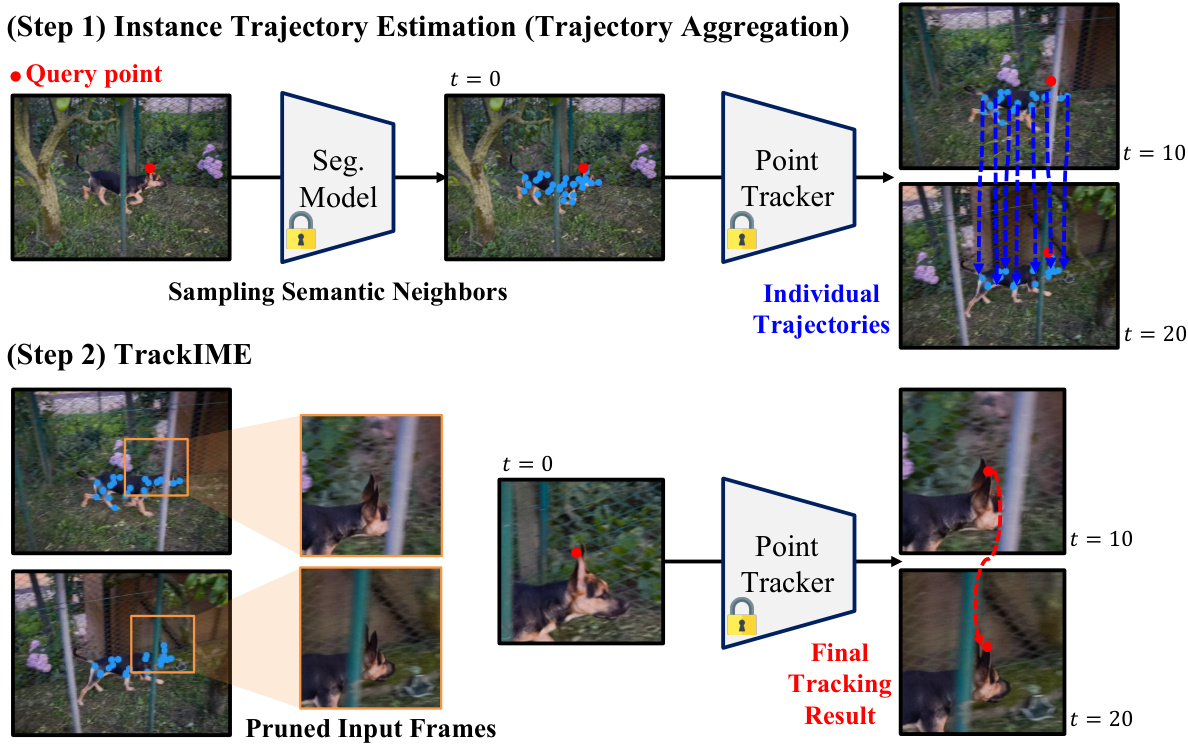 (Step 1) Instance Trajectory Estimation (Trajectory Aggregation)
Query point
t = 0
Seg.
Model
Point
Tracker
t = 10
Sampling Semantic Neighbors
Individual
Trajectories
t = 20
(Step 2) TrackIME
t = 0
Point
Tracker
t = 10
Final
Tracking
Result
Pruned Input Frames
t = 20